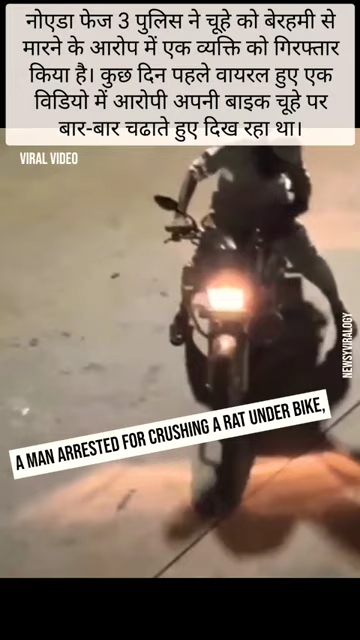 नोएडा फेज 3 पुलिस ने चूहे को बेरहमी से
मारने के आरोप में एक व्यक्ति को गिरफ्तार
किया है। कुछ दिन पहले वायरल हुए एक
विडियो में आरोपी अपनी बाइक चूहे पर
बार-बार चढाते हुए दिख रहा था।
VIRAL VIDEO
NEWSYVIRALOGY
A MAN ARRESTED FOR CRUSHING A RAT UNDER BIKE,